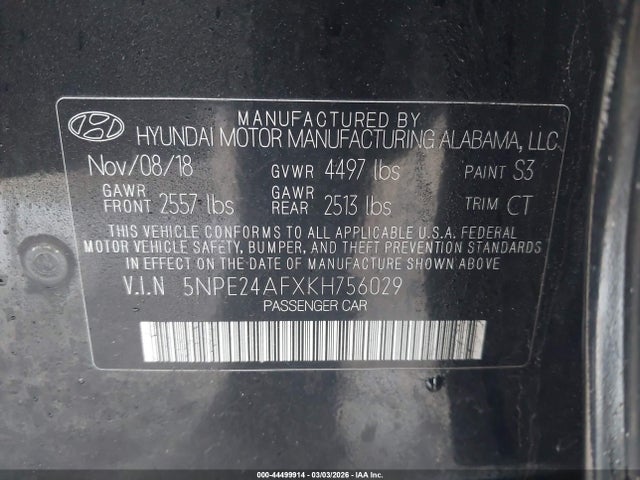 MANUFACTURED BY
HYUNDAI MOTOR MANUFACTURING ALABAMA, LLC
Nov/08/18 GVWR 4497 lbs PAINT S3
GAWR FRONT 2557 lbs GAWR REAR 2513 lbs TRIM CT
THIS VEHICLE CONFORMS TO ALL APPLICABLE U.S.A. FEDERAL
MOTOR VEHICLE SAFETY, BUMPER, AND THEFT PREVENTION STANDARDS
IN EFFECT ON THE DATE OF MANUFACTURE SHOWN ABOVE.
V.I.N 5NPE24AFXKH756029
PASSENGER CAR
000-44499914 - 03/03/2026 - IAA Inc.